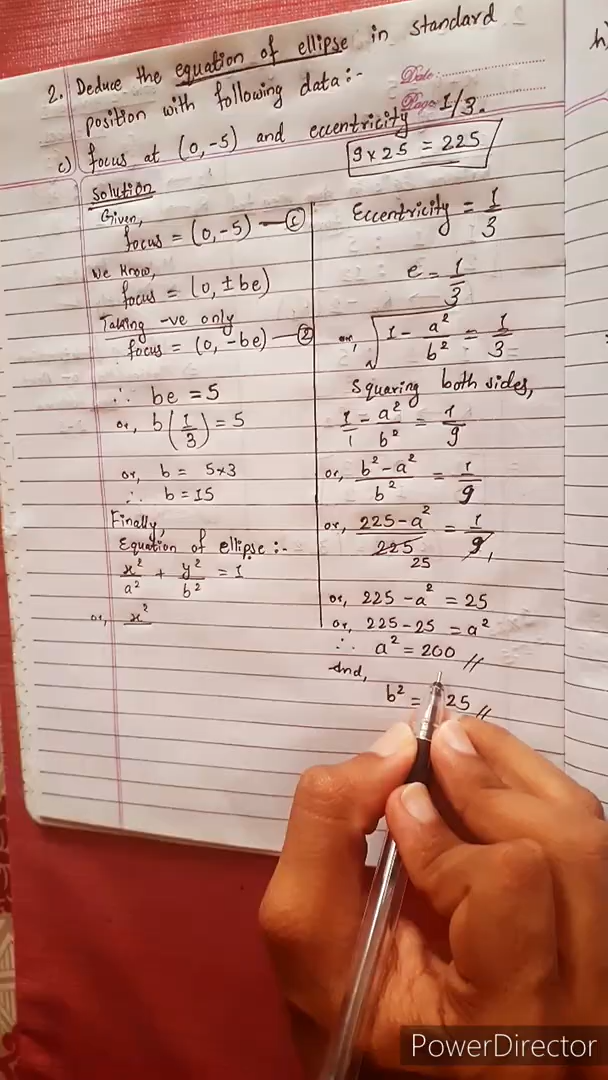 2. Deduce the equation of ellipse in standard
position with following data:-
Date:
Page:
c) focus at (0,-5) and eccentricity 1/3.
9 x 25 = 225
Solution
Given,
focus = (0,-5) — ①
We know,
focus = (0, ± be)
Taking -ve only
focus = (0, -be) — ②
∴ be = 5
or, b(1/3) = 5
or, b = 5×3
∴ b = 15
Finally,
Equation of ellipse :-
x²/a² + y²/b² = 1
or, x²
Eccentricity = 1/3
e = 1/3
or, √(1 - a²/b²) = 1/3
Squaring both sides,
1/1 - a²/b² = 1/9
or, (b² - a²)/b² = 1/9
or, (225 - a²)/225 = 1/9
25 1
or, 225 - a² = 25
or, 225 - 25 = a²
∴ a² = 200 //
And,
b² = 25 //
PowerDirector